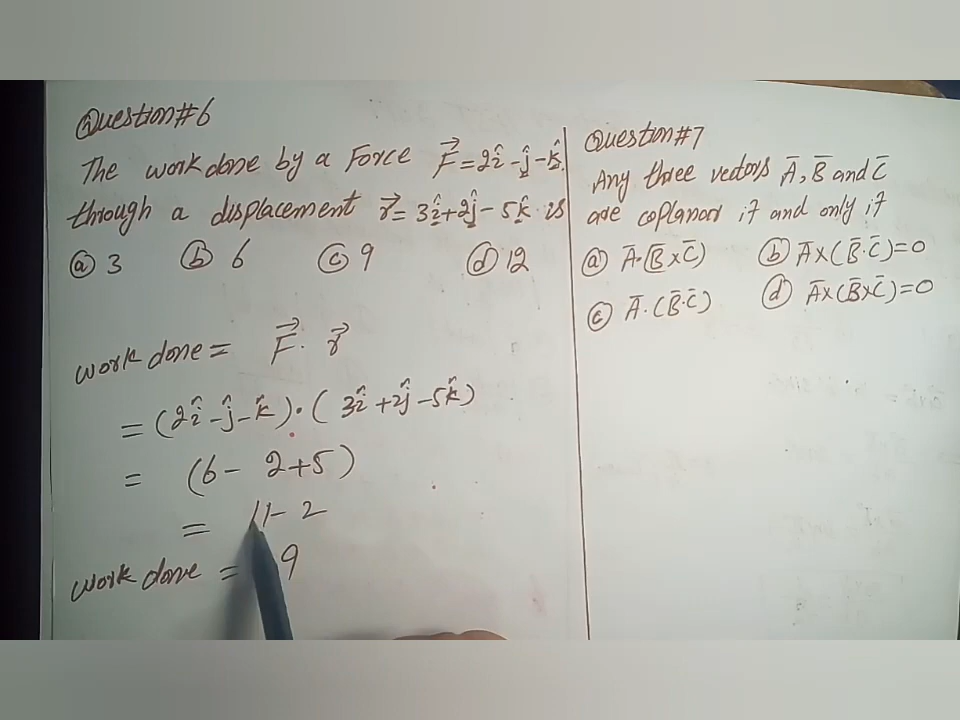 Question#6
The work done by a Force F⃗ = 2î - ĵ - k̂.
through a displacement r⃗ = 3î + 2ĵ - 5k̂ is
ⓐ 3 ⓑ 6 ⓒ 9 ⓓ 12
work done = F⃗ . r⃗
= (2î - ĵ - k̂) . (3î + 2ĵ - 5k̂)
= (6 - 2 + 5)
= 11 - 2
work done = 9
Question#7
Any three vectors A̅, B̅ and C̅
are coplanar if and only if
ⓐ A̅.(B̅ x C̅) ⓑ A̅ x (B̅.C̅) = 0
ⓒ A̅.(B̅.C̅) ⓓ A̅ x (B̅ x C̅) = 0